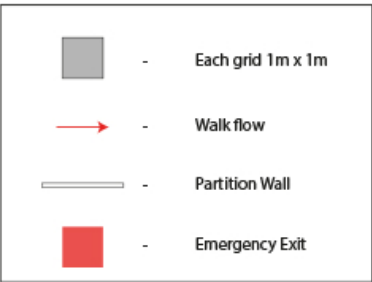 - Each grid 1m x 1m
- Walk flow
- Partition Wall
- Emergency Exit